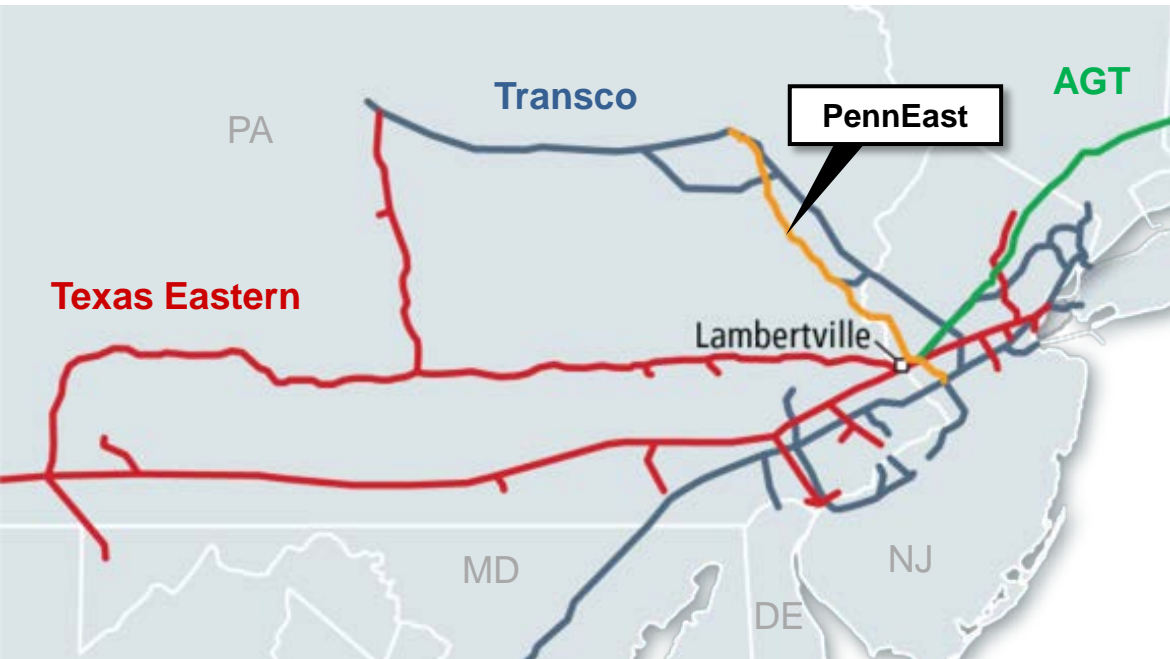 AGT
Transco
PennEast
PA
Texas Eastern
Lambertville
MD
NJ
DE